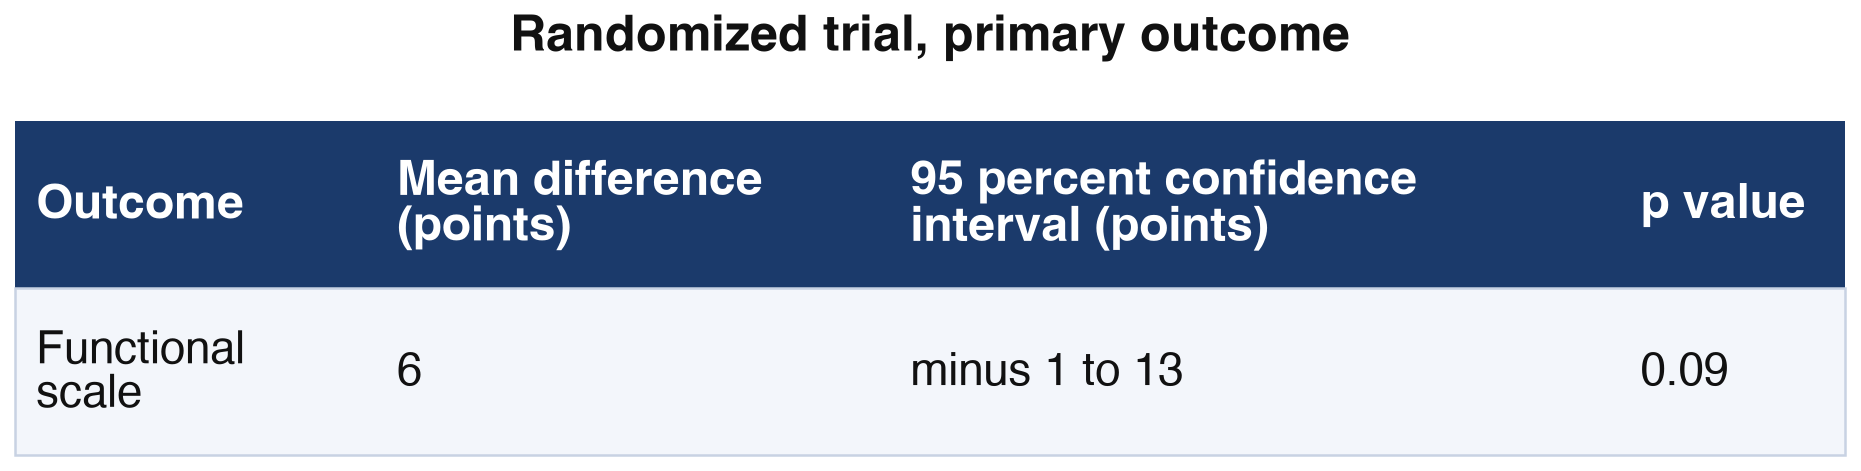 Randomized trial, primary outcome
Outcome
Mean difference
(points)
95 percent confidence
interval (points)
p value
Functional
scale
6
minus 1 to 13
0.09